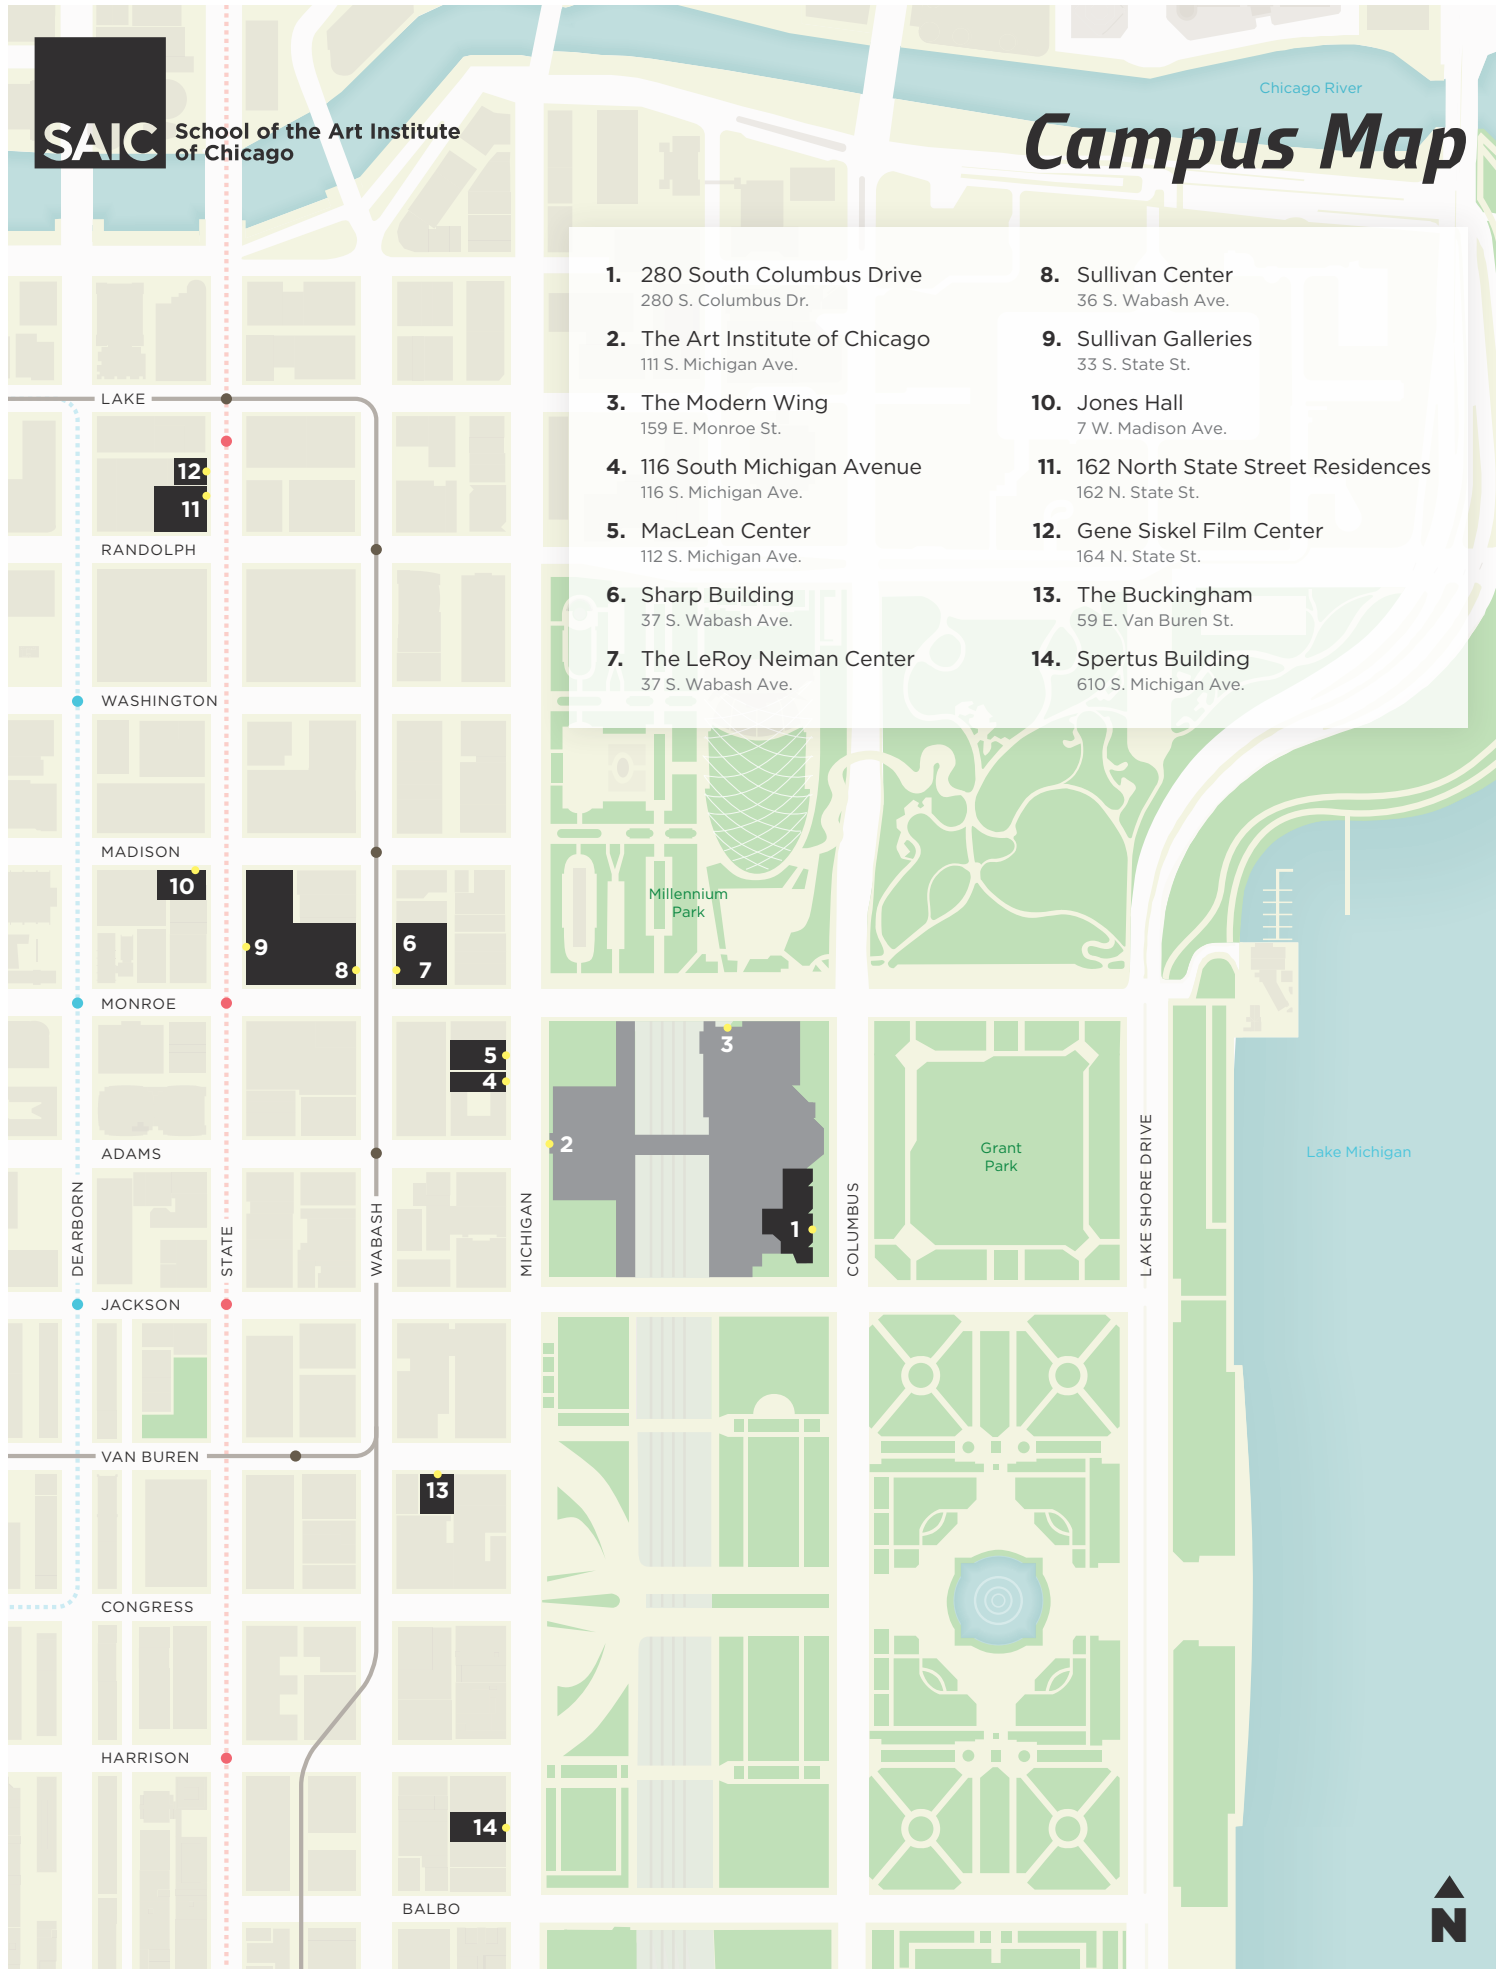 SAIC
School of the Art Institute
of Chicago
Chicago River
Campus Map
1. 280 South Columbus Drive
280 S. Columbus Dr.
2. The Art Institute of Chicago
111 S. Michigan Ave.
3. The Modern Wing
159 E. Monroe St.
4. 116 South Michigan Avenue
116 S. Michigan Ave.
5. MacLean Center
112 S. Michigan Ave.
6. Sharp Building
37 S. Wabash Ave.
7. The LeRoy Neiman Center
37 S. Wabash Ave.
8. Sullivan Center
36 S. Wabash Ave.
9. Sullivan Galleries
33 S. State St.
10. Jones Hall
7 W. Madison Ave.
11. 162 North State Street Residences
162 N. State St.
12. Gene Siskel Film Center
164 N. State St.
13. The Buckingham
59 E. Van Buren St.
14. Spertus Building
610 S. Michigan Ave.
LAKE
12
11
RANDOLPH
WASHINGTON
MADISON
10
Millennium
Park
9
8
6
7
MONROE
5
4
3
2
1
ADAMS
Grant
Park
Lake Michigan
DEARBORN
STATE
WABASH
MICHIGAN
COLUMBUS
LAKE SHORE DRIVE
JACKSON
VAN BUREN
13
CONGRESS
HARRISON
14
BALBO
N